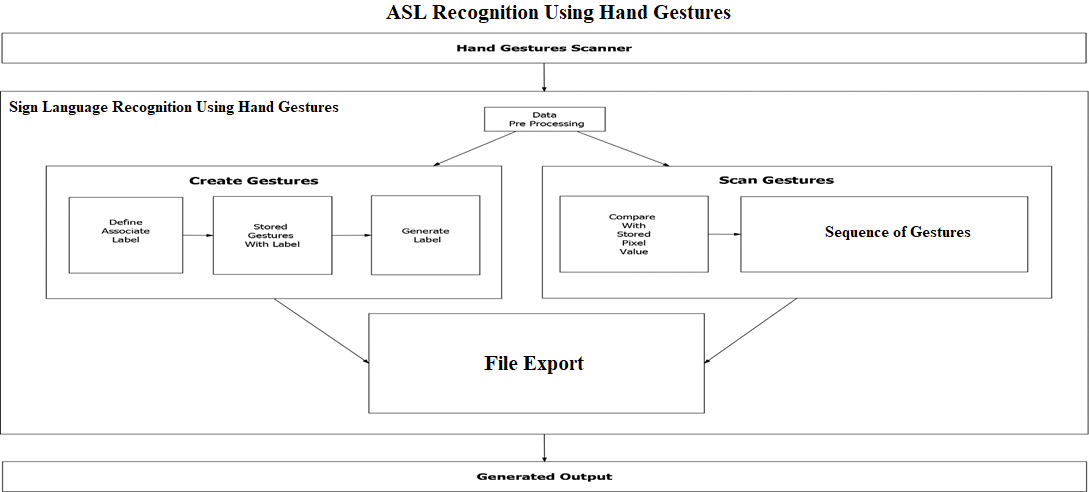 ASL Recognition Using Hand Gestures
Hand Gestures Scanner
Sign Language Recognition Using Hand Gestures
Data
Pre Processing
Create Gestures
Define
Associate
Label
Stored
Gestures
With Label
Generate
Label
Scan Gestures
Compare
With
Stored
Pixel
Value
Sequence of Gestures
File Export
Generated Output